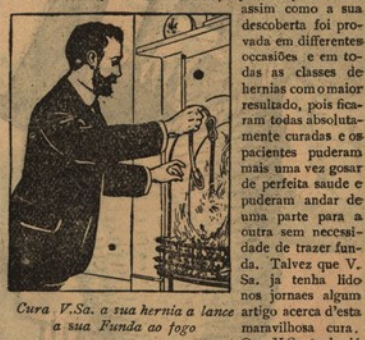 assim como a sua
descoberta foi pro-
vada em differentes
occasiões e em to-
das as classes de
hernias com o maior
resultado, pois fica-
ram todas absoluta-
mente curadas e os
pacientes puderam
mais uma vez gosar
de perfeita saude e
puderam andar de
uma parte para a
outra sem necessi-
dade de trazer fun-
da. Talvez que V.
Sa. ja tenha lido
nos jornaes algum
artigo acerca d'esta
maravilhosa cura.
Cura V.Sa. a sua hernia a lance
a sua Funda ao fogo